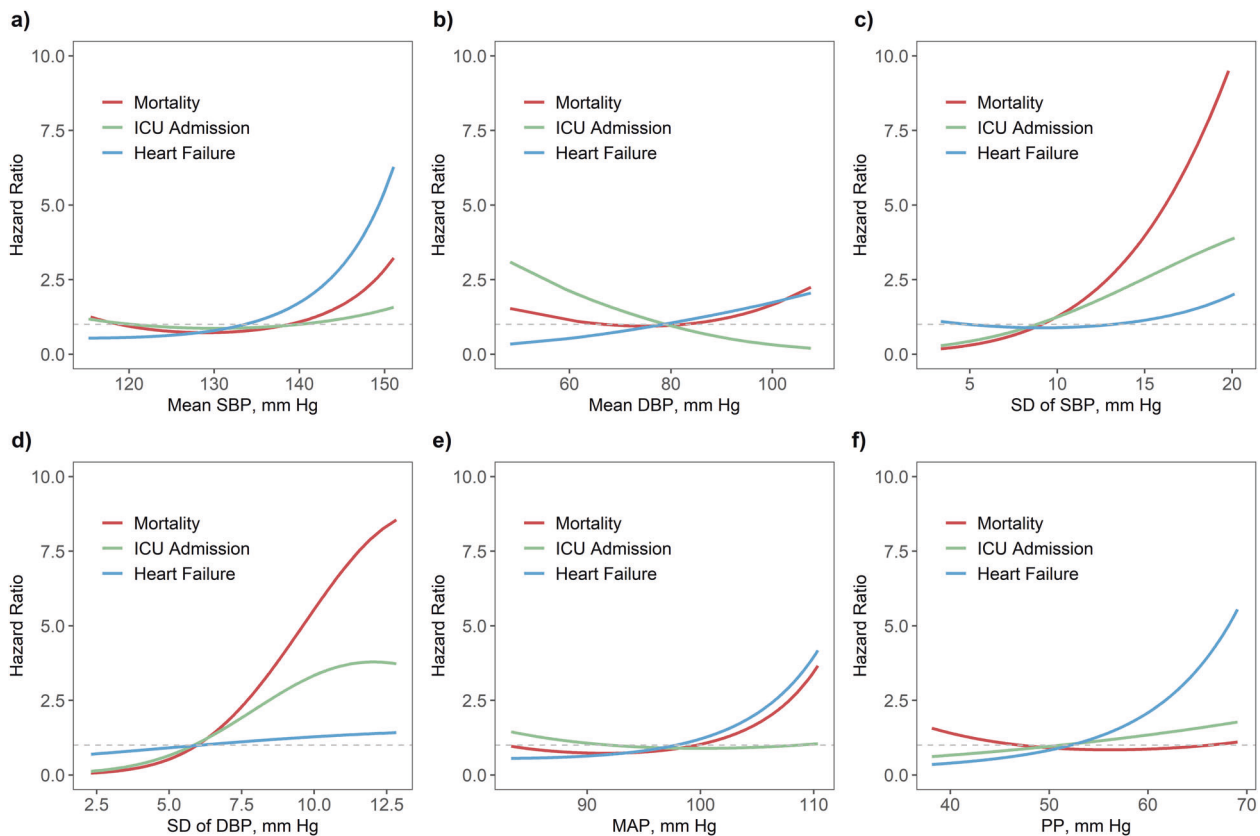 a)
10.0
7.5
5.0
2.5
0.0
Hazard Ratio
Mortality
ICU Admission
Heart Failure
120 130 140 150
Mean SBP, mm Hg
b)
10.0
7.5
5.0
2.5
0.0
Hazard Ratio
Mortality
ICU Admission
Heart Failure
60 80 100
Mean DBP, mm Hg
c)
10.0
7.5
5.0
2.5
0.0
Hazard Ratio
Mortality
ICU Admission
Heart Failure
5 10 15 20
SD of SBP, mm Hg
d)
10.0
7.5
5.0
2.5
0.0
Hazard Ratio
Mortality
ICU Admission
Heart Failure
2.5 5.0 7.5 10.0 12.5
SD of DBP, mm Hg
e)
10.0
7.5
5.0
2.5
0.0
Hazard Ratio
Mortality
ICU Admission
Heart Failure
90 100 110
MAP, mm Hg
f)
10.0
7.5
5.0
2.5
0.0
Hazard Ratio
Mortality
ICU Admission
Heart Failure
40 50 60 70
PP, mm Hg